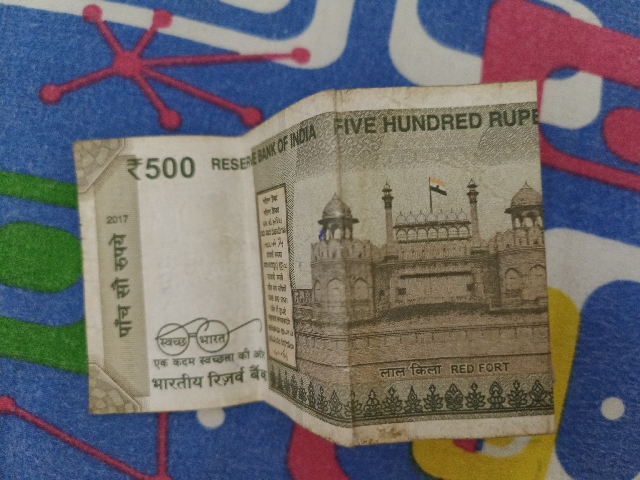 ₹500
RESERVE BANK OF INDIA
FIVE HUNDRED RUPE
2017
पाँच सौ रुपये
स्वच्छ भारत
एक कदम स्वच्छता की ओर
भारतीय रिज़र्व बैंक
लाल किला RED FORT